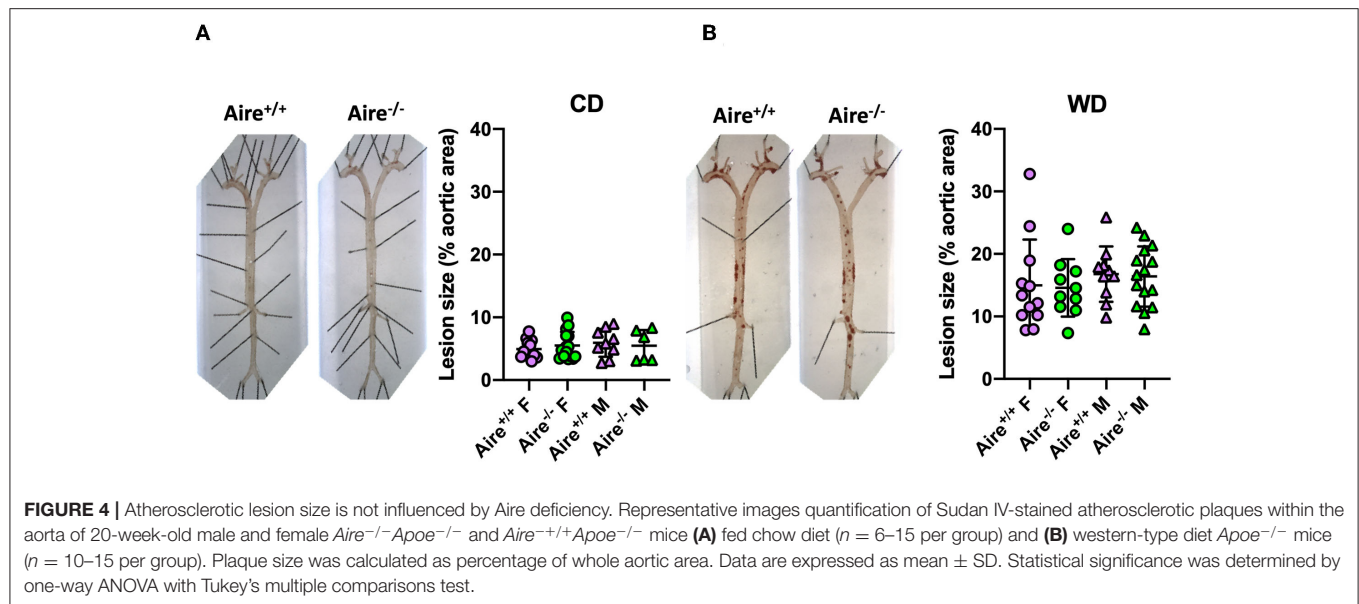 A
B
Aire+/+
Aire-/-
CD
Lesion size (% aortic area)
40
30
20
10
0
Aire+/+ F
Aire-/- F
Aire+/+ M
Aire-/- M
Aire+/+
Aire-/-
WD
Lesion size (% aortic area)
40
30
20
10
0
Aire+/+ F
Aire-/- F
Aire+/+ M
Aire-/- M
FIGURE 4 | Atherosclerotic lesion size is not influenced by Aire deficiency. Representative images quantification of Sudan IV-stained atherosclerotic plaques within the
aorta of 20-week-old male and female Aire−/−Apoe−/− and Aire−+/+Apoe−/− mice (A) fed chow diet (n = 6–15 per group) and (B) western-type diet Apoe−/− mice
(n = 10–15 per group). Plaque size was calculated as percentage of whole aortic area. Data are expressed as mean ± SD. Statistical significance was determined by
one-way ANOVA with Tukey's multiple comparisons test.